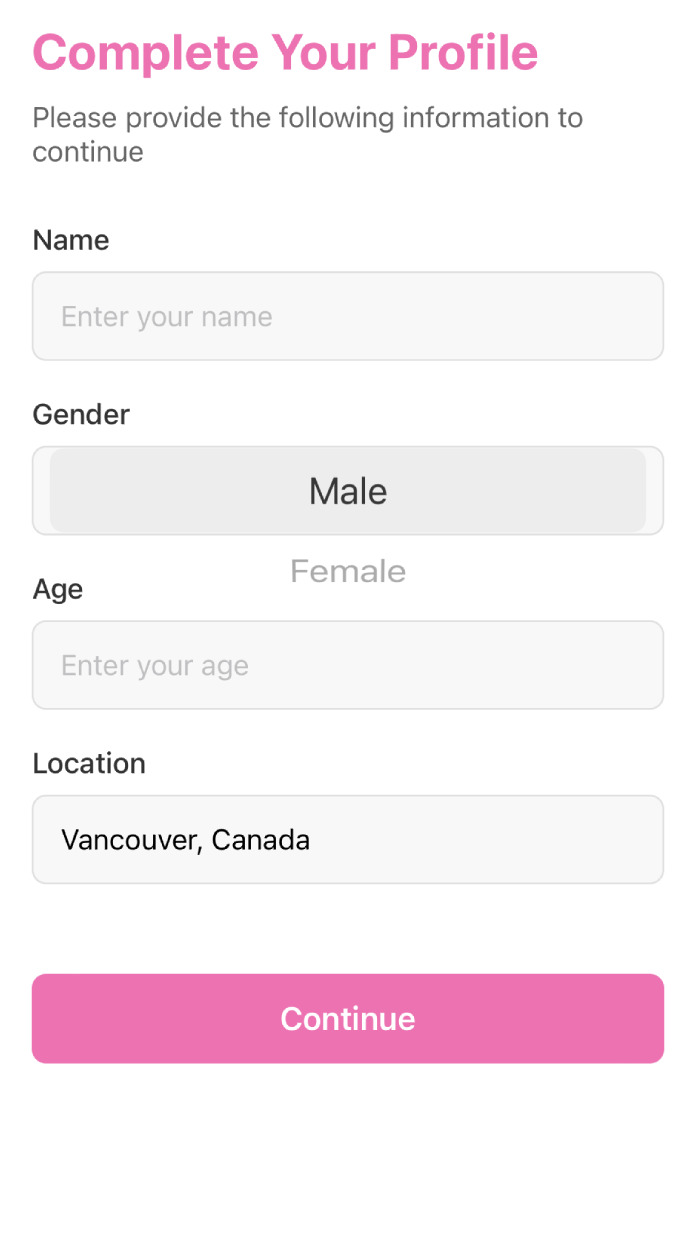 Complete Your Profile
Please provide the following information to
continue
Name
Enter your name
Gender
Male
Female
Age
Enter your age
Location
Vancouver, Canada
Continue